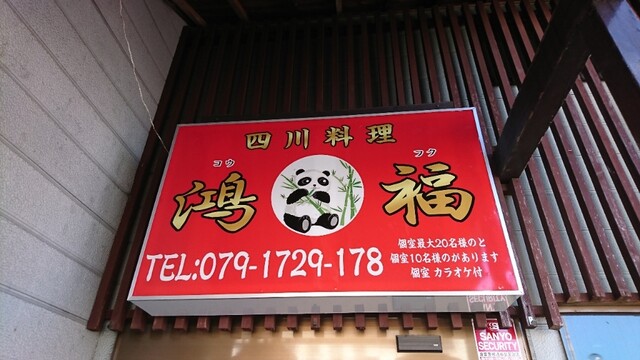 四川料理
コウ フク
鴻福
TEL:079-1729-178
個室最大20名様のと
個室10名様のがあります
個室 カラオケ付
SANYO
SECURITY